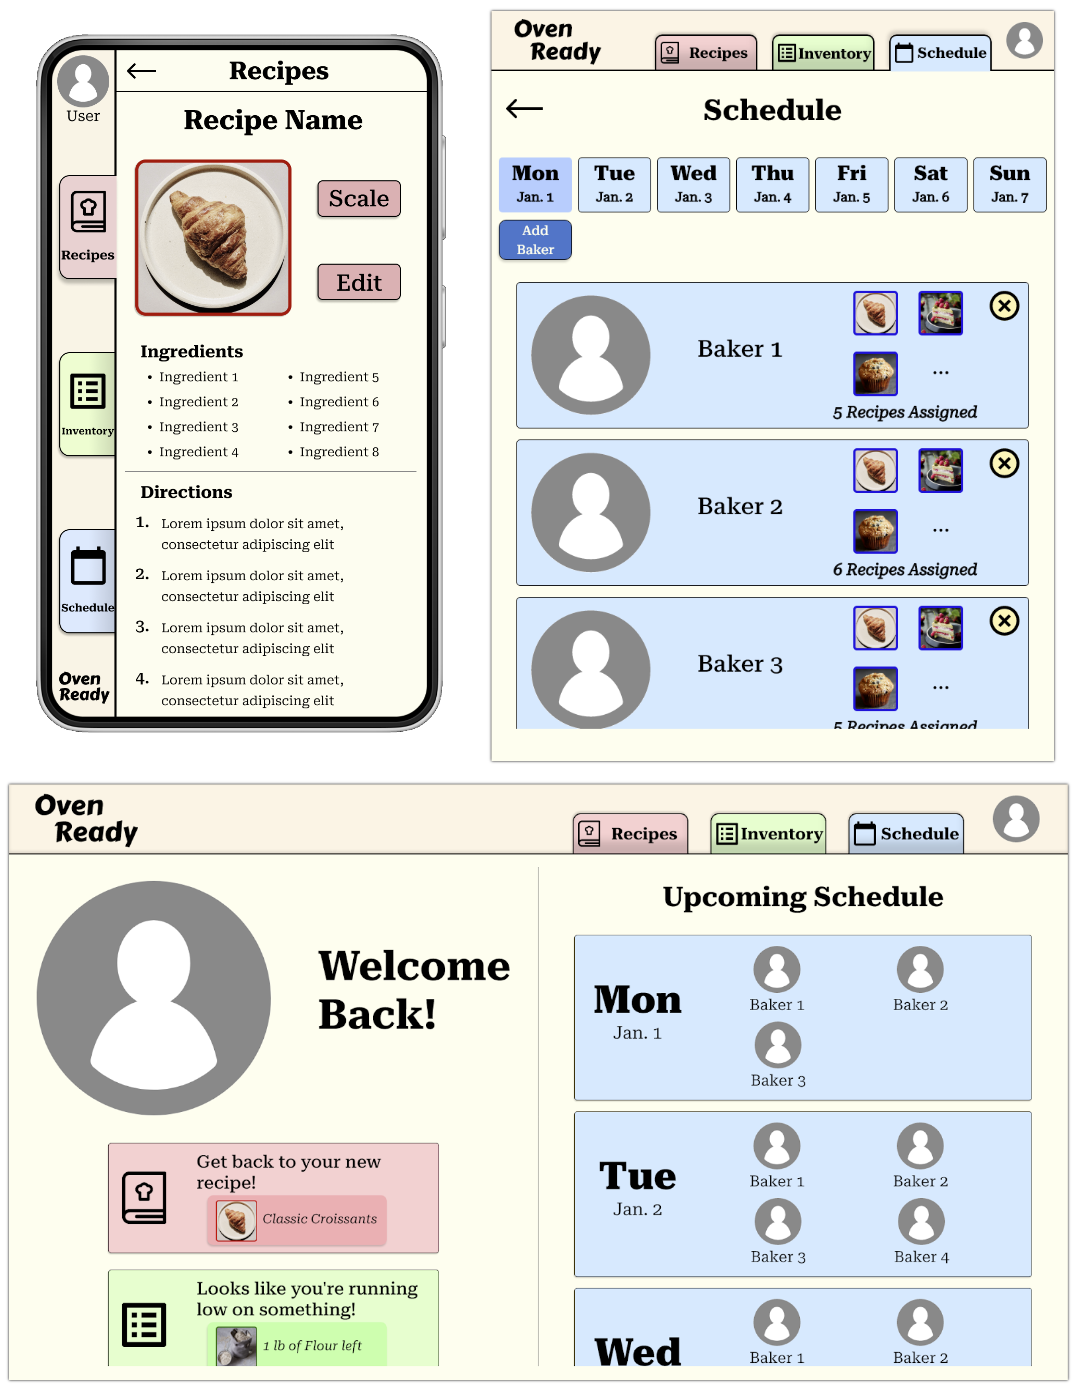 User
Recipes
Inventory
Schedule
Oven
Ready
Recipes
Recipe Name
Scale
Edit
Ingredients
• Ingredient 1
• Ingredient 2
• Ingredient 3
• Ingredient 4
• Ingredient 5
• Ingredient 6
• Ingredient 7
• Ingredient 8
Directions
1. Lorem ipsum dolor sit amet,
consectetur adipiscing elit
2. Lorem ipsum dolor sit amet,
consectetur adipiscing elit
3. Lorem ipsum dolor sit amet,
consectetur adipiscing elit
4. Lorem ipsum dolor sit amet,
consectetur adipiscing elit
Oven
Ready
Recipes
Inventory
Schedule
Schedule
Mon
Jan. 1
Tue
Jan. 2
Wed
Jan. 3
Thu
Jan. 4
Fri
Jan. 5
Sat
Jan. 6
Sun
Jan. 7
Add
Baker
Baker 1
...
5 Recipes Assigned
Baker 2
...
6 Recipes Assigned
Baker 3
...
5 Recipes Assigned
Oven
Ready
Recipes
Inventory
Schedule
Welcome
Back!
Get back to your new
recipe!
Classic Croissants
Looks like you're running
low on something!
1 lb of Flour left
Upcoming Schedule
Mon
Jan. 1
Baker 1
Baker 2
Baker 3
Tue
Jan. 2
Baker 1
Baker 2
Baker 3
Baker 4
Wed
Baker 1
Baker 2